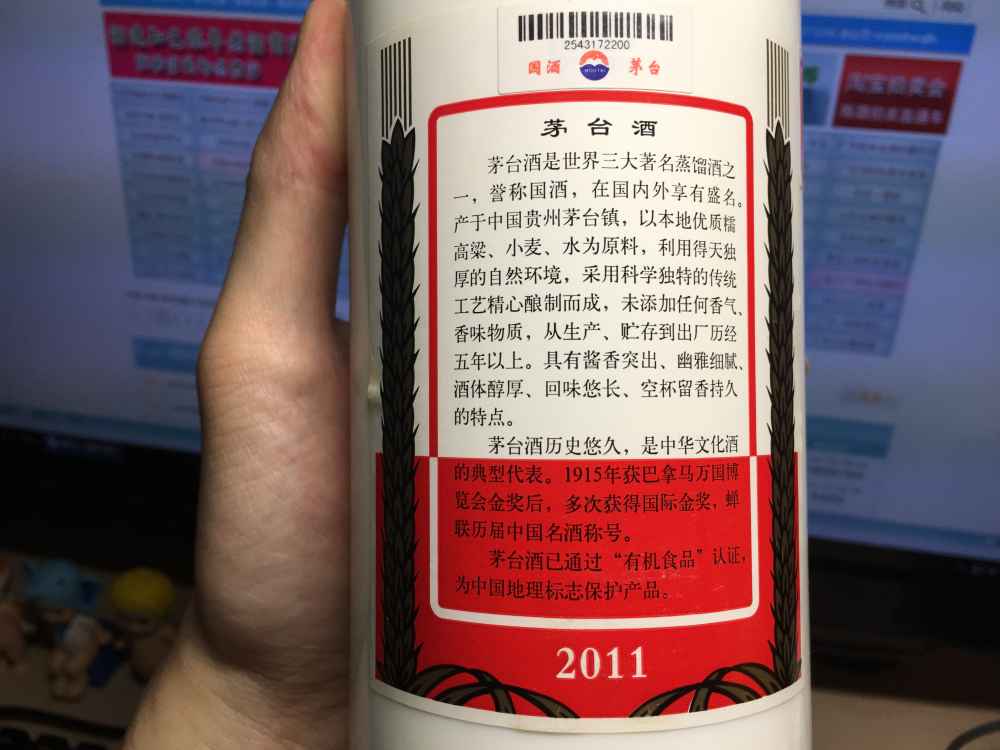 2543172200
国酒 茅台
MOUTAI
茅台酒
茅台酒是世界三大著名蒸馏酒之
一，誉称国酒，在国内外享有盛名。
产于中国贵州茅台镇，以本地优质糯
高粱、小麦、水为原料，利用得天独
厚的自然环境，采用科学独特的传统
工艺精心酿制而成，未添加任何香气、
香味物质，从生产、贮存到出厂历经
五年以上。具有酱香突出、幽雅细腻、
酒体醇厚、回味悠长、空杯留香持久
的特点。
茅台酒历史悠久，是中华文化酒
的典型代表。1915年获巴拿马万国博
览会金奖后，多次获得国际金奖，蝉
联历届中国名酒称号。
茅台酒已通过“有机食品”认证，
为中国地理标志保护产品。
2011